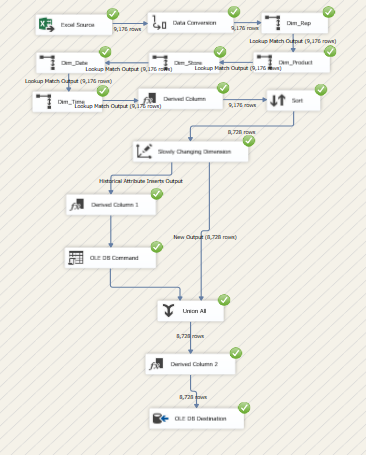 Excel Source
9,176 rows
Data Conversion
9,176 rows
Dim_Rep
Lookup Match Output (9,176 rows)
Dim_Date
Lookup Match Output (9,176 rows)
Dim_Store
Lookup Match Output (9,176 rows)
Dim_Product
Lookup Match Output (9,176 rows)
Dim_Time
Lookup Match Output (9,176 rows)
Derived Column
9,176 rows
Sort
8,728 rows
Slowly Changing Dimension
Historical Attribute Inserts Output
Derived Column 1
New Output (8,728 rows)
OLE DB Command
Union All
8,728 rows
Derived Column 2
8,728 rows
OLE DB Destination